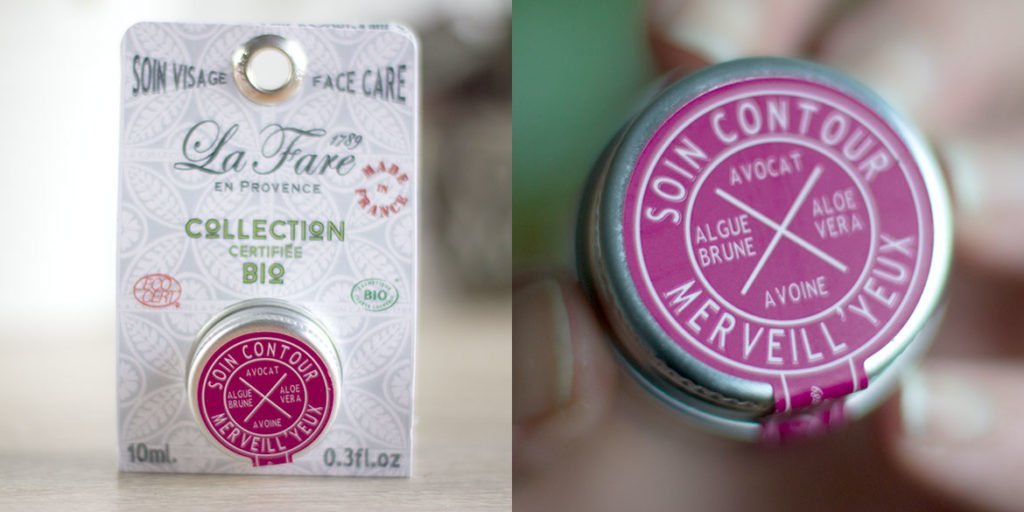 SOIN VISAGE FACE CARE
La Fare 1789
EN PROVENCE
MADE IN FRANCE
COLLECTION
CERTIFIÉE
BIO
ECO CERT
BIO
SOIN CONTOUR
AVOCAT
ALGUE BRUNE
ALOE VERA
AVOINE
MERVEILL'YEUX
10ml. 0.3fl.oz
SOIN CONTOUR
AVOCAT
ALGUE BRUNE
ALOE VERA
AVOINE
MERVEILL'YEUX